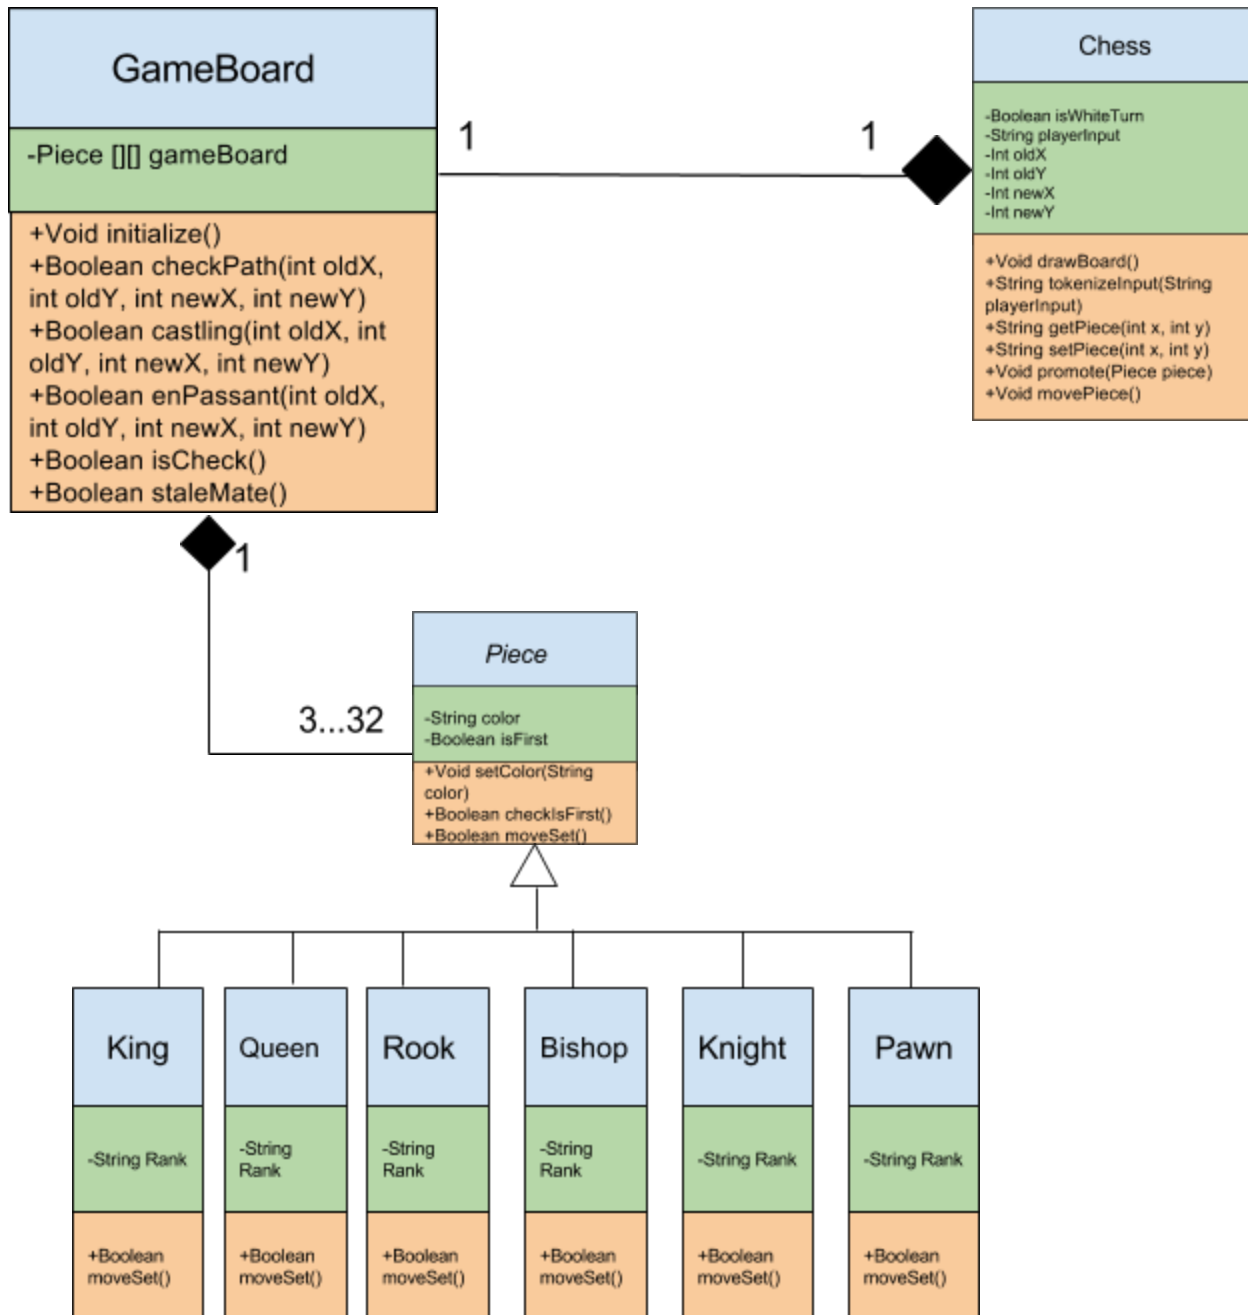 GameBoard
-Piece [][] gameBoard
+Void initialize()
+Boolean checkPath(int oldX,
int oldY, int newX, int newY)
+Boolean castling(int oldX, int
oldY, int newX, int newY)
+Boolean enPassant(int oldX,
int oldY, int newX, int newY)
+Boolean isCheck()
+Boolean staleMate()
1
1
Chess
-Boolean isWhiteTurn
-String playerInput
-Int oldX
-Int oldY
-Int newX
-Int newY
+Void drawBoard()
+String tokenizeInput(String
playerInput)
+String getPiece(int x, int y)
+String setPiece(int x, int y)
+Void promote(Piece piece)
+Void movePiece()
1
3...32
Piece
-String color
-Boolean isFirst
+Void setColor(String
color)
+Boolean checkIsFirst()
+Boolean moveSet()
King
-String Rank
+Boolean
moveSet()
Queen
-String
Rank
+Boolean
moveSet()
Rook
-String
Rank
+Boolean
moveSet()
Bishop
-String
Rank
+Boolean
moveSet()
Knight
-String Rank
+Boolean
moveSet()
Pawn
-String Rank
+Boolean
moveSet()